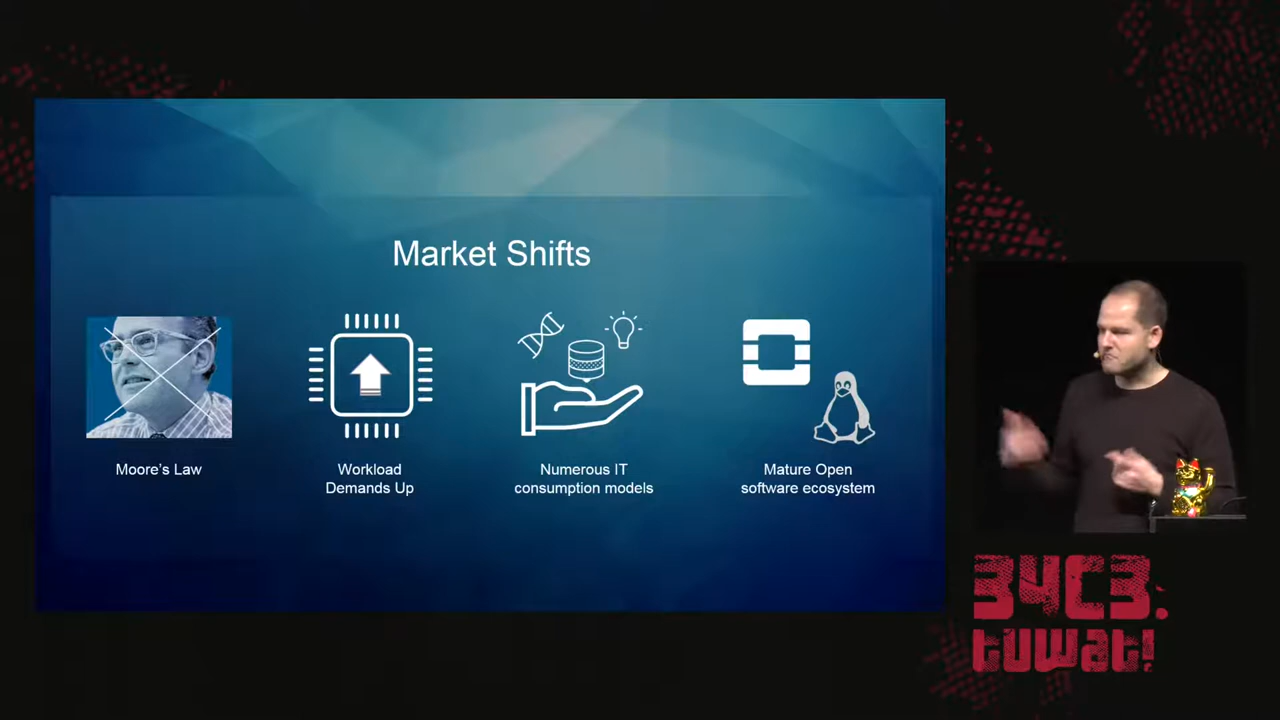 Market Shifts
Moore's Law
Workload
Demands Up
Numerous IT
consumption models
Mature Open
software ecosystem
34C3.
tuwat!